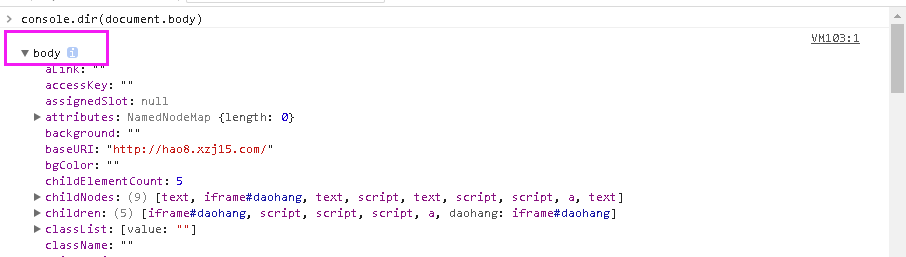 console.dir(document.body)
VM103:1
body i
aLink: ""
accessKey: ""
assignedSlot: null
attributes: NamedNodeMap {length: 0}
background: ""
baseURI: "http://hao8.xzj15.com/"
bgColor: ""
childElementCount: 5
childNodes: (9) [text, iframe#daohang, text, script, text, script, script, a, text]
children: (5) [iframe#daohang, script, script, script, a, daohang: iframe#daohang]
classList: [value: ""]
className: ""